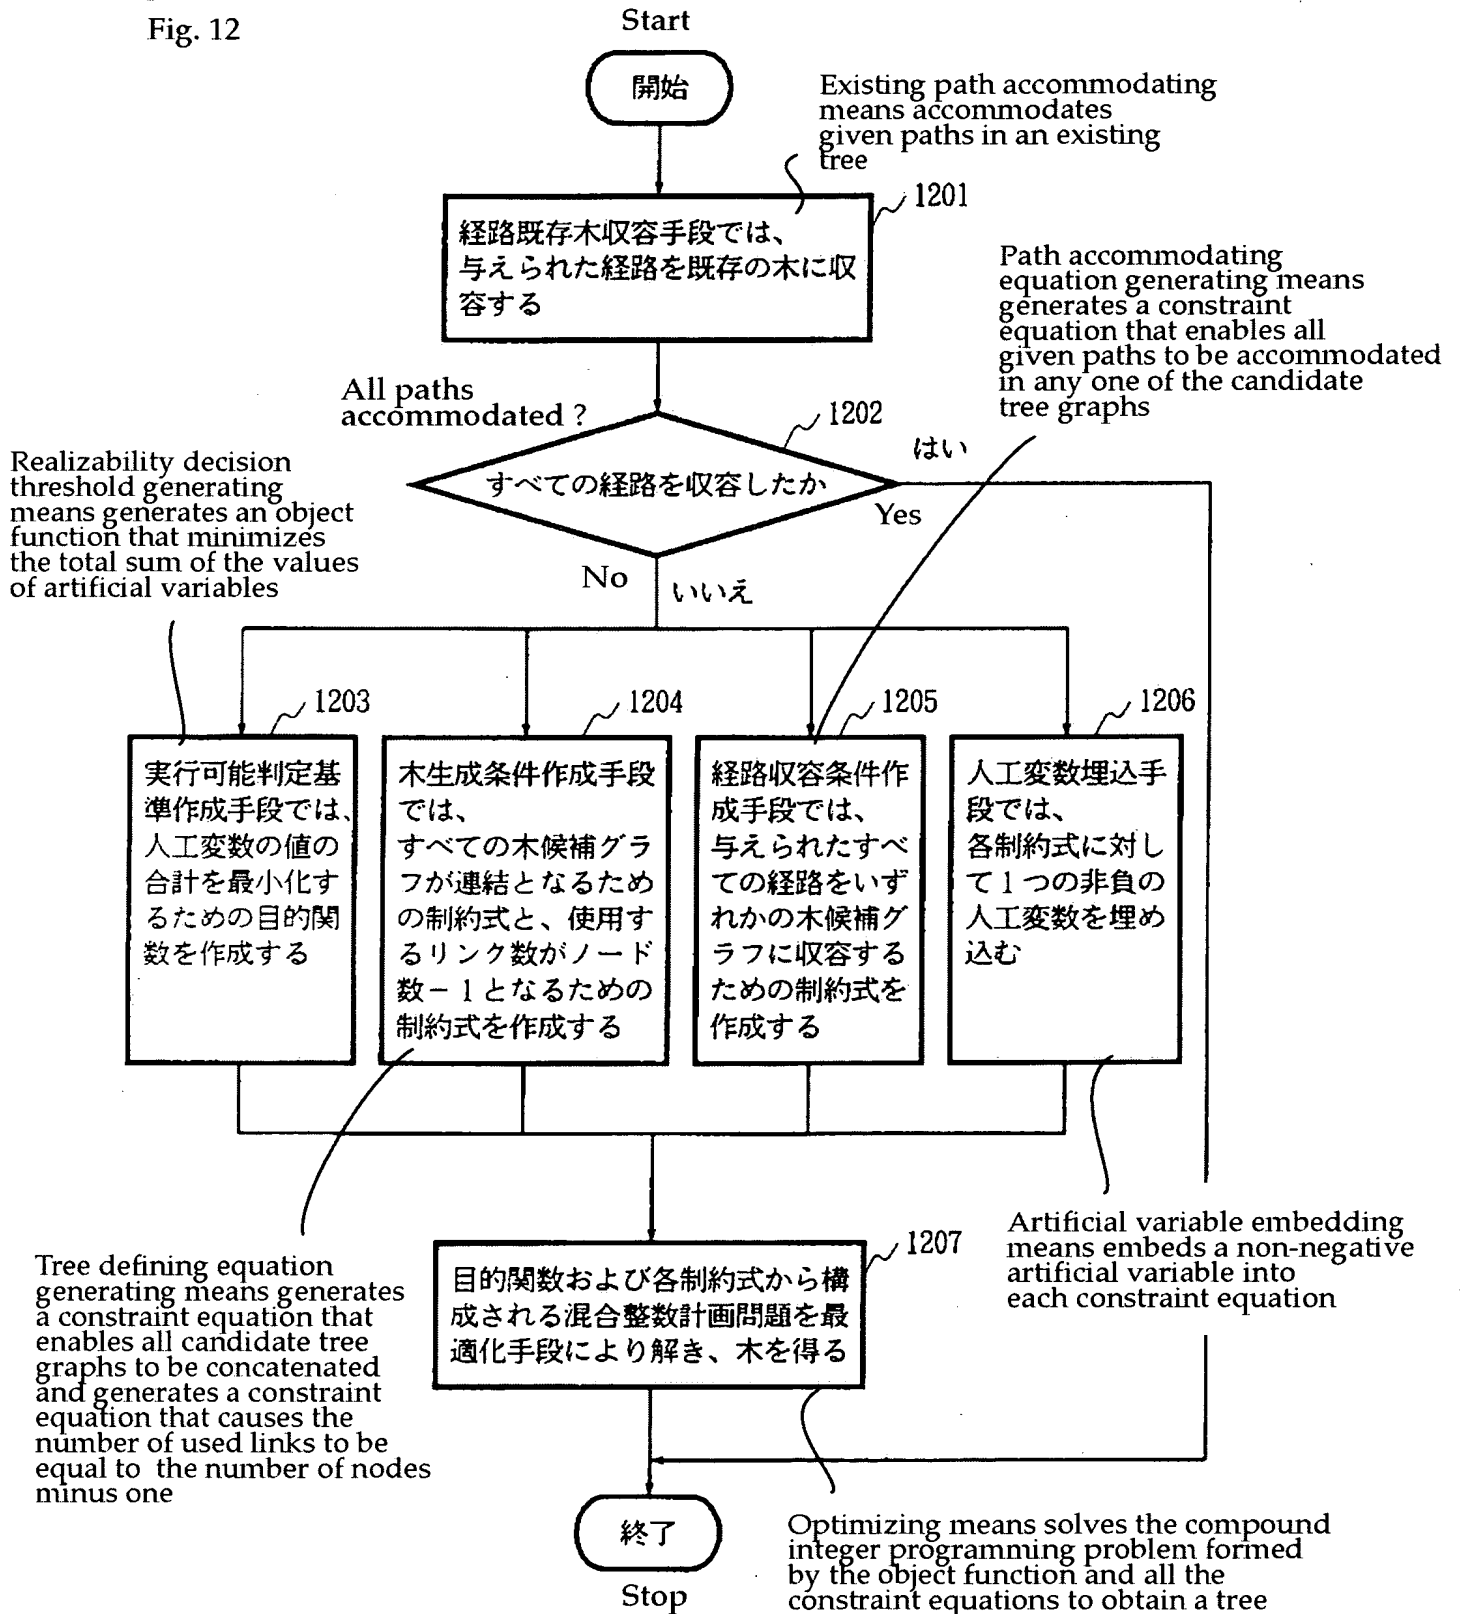 Fig. 12
Start
開始
Existing path accommodating
means accommodates
given paths in an existing
tree
1201
経路既存木収容手段では、
与えられた経路を既存の木に収
容する
Path accommodating
equation generating means
generates a constraint
equation that enables all
given paths to be accommodated
in any one of the candidate
tree graphs
All paths
accommodated ?
1202
はい
すべての経路を収容したか
Yes
Realizability decision
threshold generating
means generates an object
function that minimizes
the total sum of the values
of artificial variables
No
いいえ
1203
実行可能判定基
準作成手段では、
人工変数の値の
合計を最小化す
るための目的関
数を作成する
1204
木生成条件作成手段
では、
すべての木候補グラ
フが連結となるため
の制約式と、使用す
るリンク数がノード
数－１となるための
制約式を作成する
1205
経路収容条件作
成手段では、
与えられたすべ
ての経路をいず
れかの木候補グ
ラフに収容する
ための制約式を
作成する
1206
人工変数埋込手
段では、
各制約式に対し
て１つの非負の
人工変数を埋め
込む
Artificial variable embedding
means embeds a non-negative
artificial variable into
each constraint equation
Tree defining equation
generating means generates
a constraint equation that
enables all candidate tree
graphs to be concatenated
and generates a constraint
equation that causes the
number of used links to be
equal to the number of nodes
minus one
1207
目的関数および各制約式から構
成される混合整数計画問題を最
適化手段により解き、木を得る
終了
Stop
Optimizing means solves the compound
integer programming problem formed
by the object function and all the
constraint equations to obtain a tree